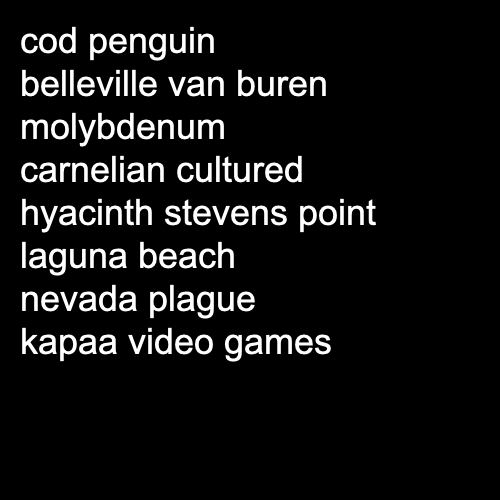 cod penguin
belleville van buren
molybdenum
carnelian cultured
hyacinth stevens point
laguna beach
nevada plague
kapaa video games